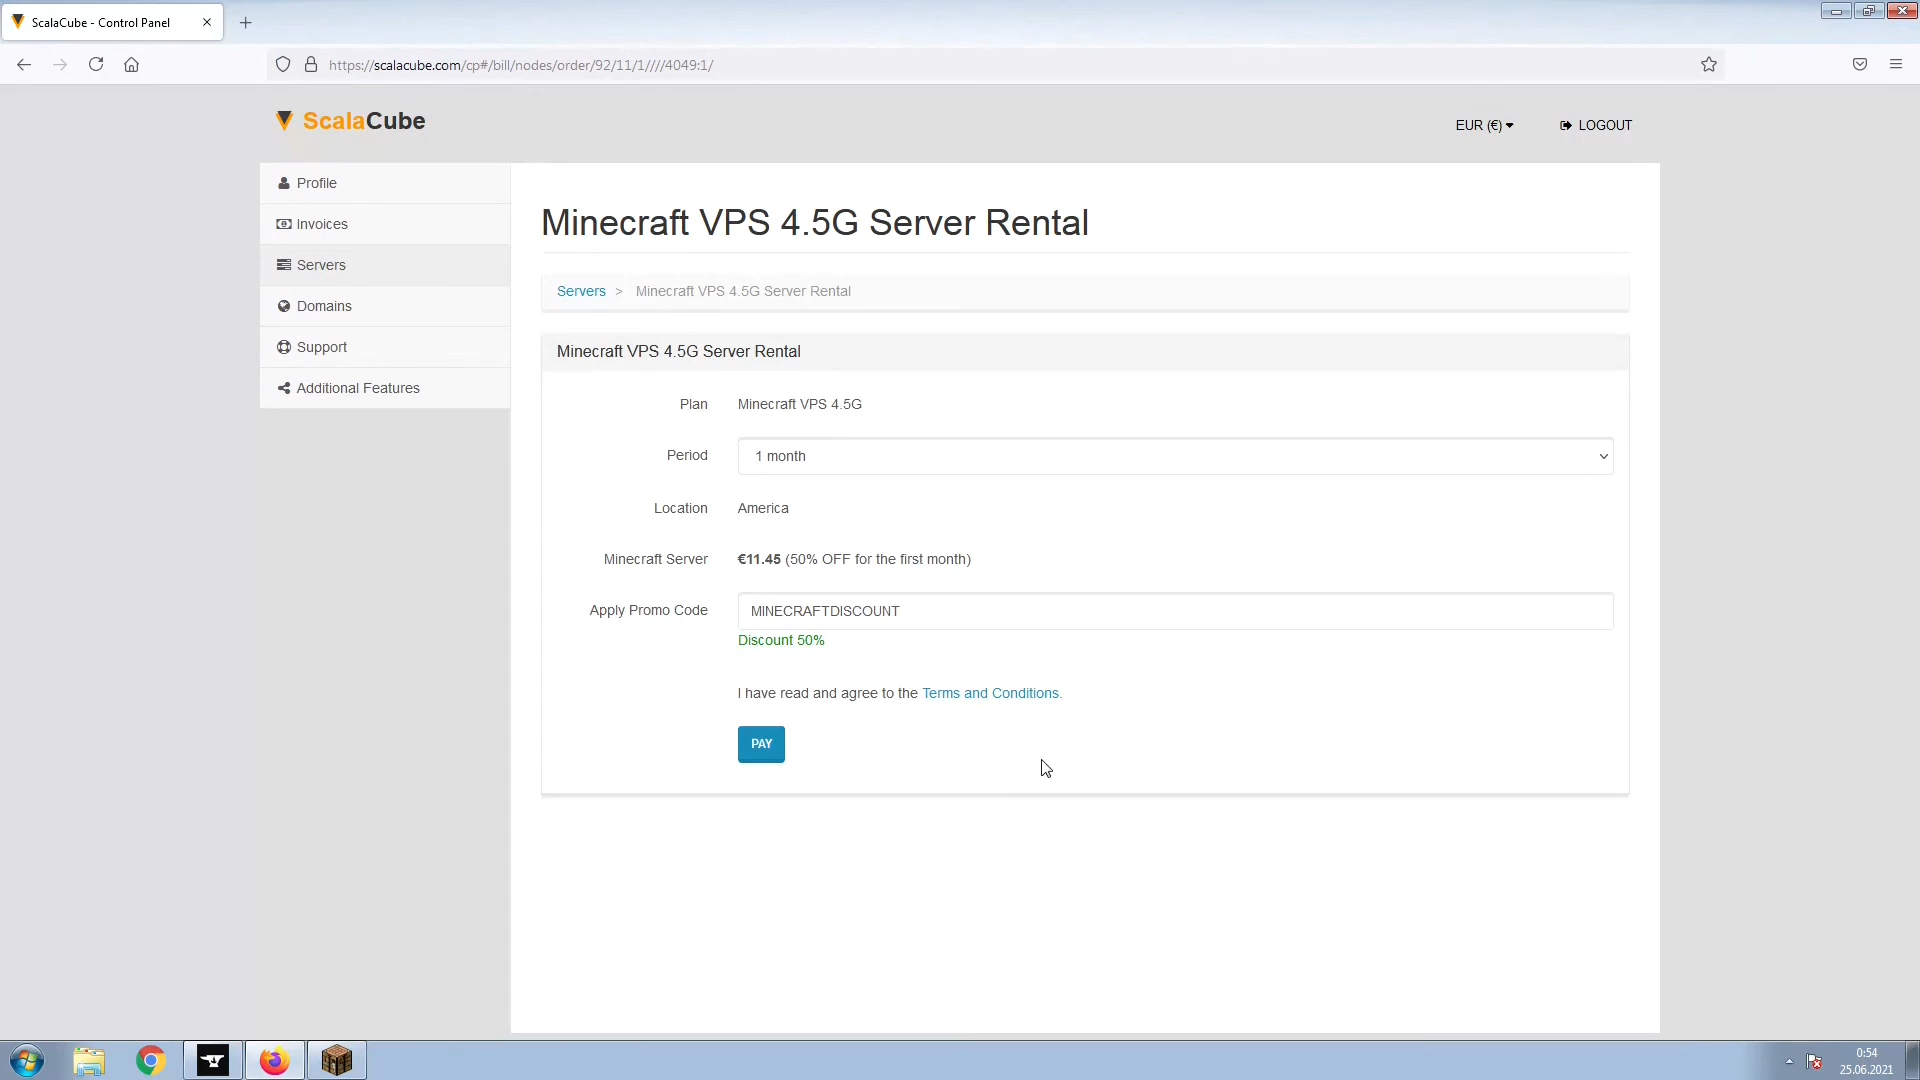 ScalaCube - Control Panel
https://scalacube.com/cp#/bill/nodes/order/92/11/1////4049:1/
ScalaCube
EUR (€)
LOGOUT
Profile
Invoices
Servers
Domains
Support
Additional Features
Minecraft VPS 4.5G Server Rental
Servers > Minecraft VPS 4.5G Server Rental
Minecraft VPS 4.5G Server Rental
Plan Minecraft VPS 4.5G
Period 1 month
Location America
Minecraft Server €11.45 (50% OFF for the first month)
Apply Promo Code MINECRAFTDISCOUNT
Discount 50%
I have read and agree to the Terms and Conditions.
PAY
0:54
25.06.2021